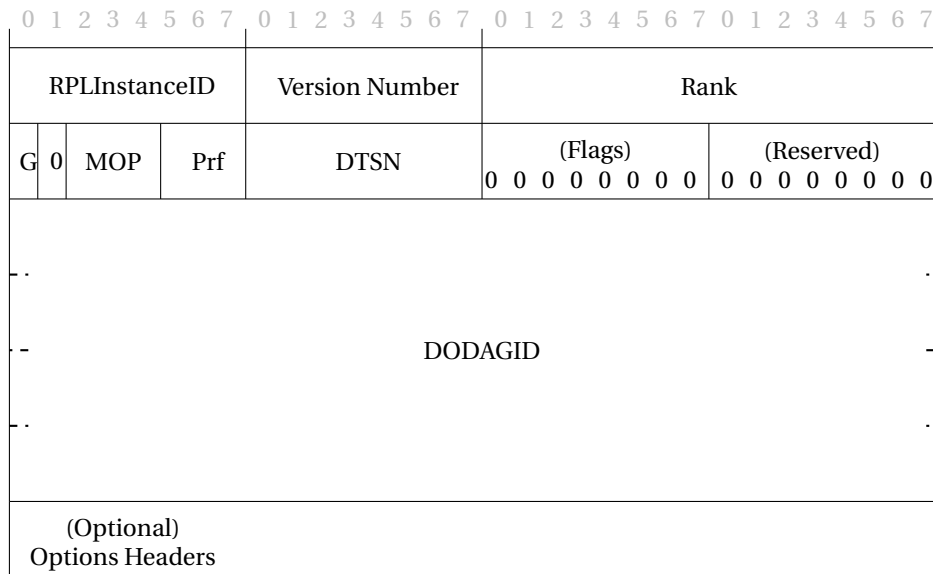 0 1 2 3 4 5 6 7 0 1 2 3 4 5 6 7 0 1 2 3 4 5 6 7 0 1 2 3 4 5 6 7
RPLInstanceID Version Number Rank
G 0 MOP Prf DTSN (Flags) (Reserved)
0 0 0 0 0 0 0 0 0 0 0 0 0 0 0 0
DODAGID
(Optional)
Options Headers